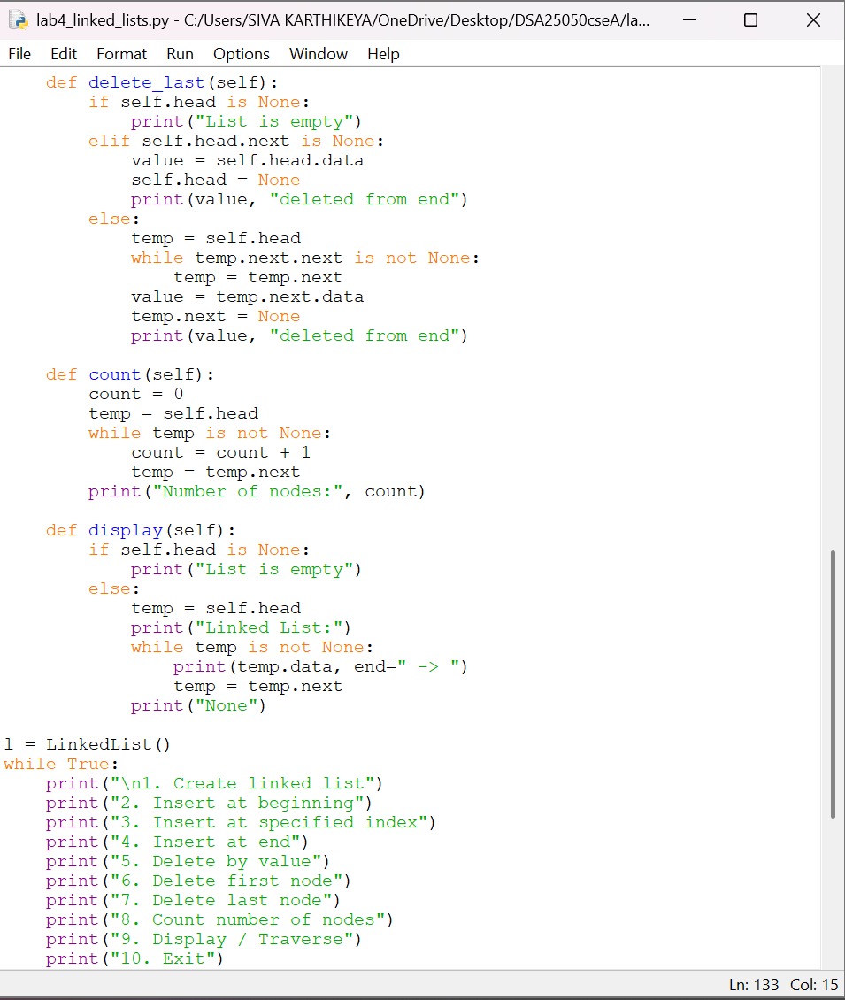 lab4_linked_lists.py - C:/Users/SIVA KARTHIKEYA/OneDrive/Desktop/DSA25050cseA/la...
File Edit Format Run Options Window Help
    def delete_last(self):
        if self.head is None:
            print("List is empty")
        elif self.head.next is None:
            value = self.head.data
            self.head = None
            print(value, "deleted from end")
        else:
            temp = self.head
            while temp.next.next is not None:
                temp = temp.next
            value = temp.next.data
            temp.next = None
            print(value, "deleted from end")

    def count(self):
        count = 0
        temp = self.head
        while temp is not None:
            count = count + 1
            temp = temp.next
        print("Number of nodes:", count)

    def display(self):
        if self.head is None:
            print("List is empty")
        else:
            temp = self.head
            print("Linked List:")
            while temp is not None:
                print(temp.data, end=" -> ")
                temp = temp.next
            print("None")

l = LinkedList()
while True:
    print("\n1. Create linked list")
    print("2. Insert at beginning")
    print("3. Insert at specified index")
    print("4. Insert at end")
    print("5. Delete by value")
    print("6. Delete first node")
    print("7. Delete last node")
    print("8. Count number of nodes")
    print("9. Display / Traverse")
    print("10. Exit")
Ln: 133 Col: 15